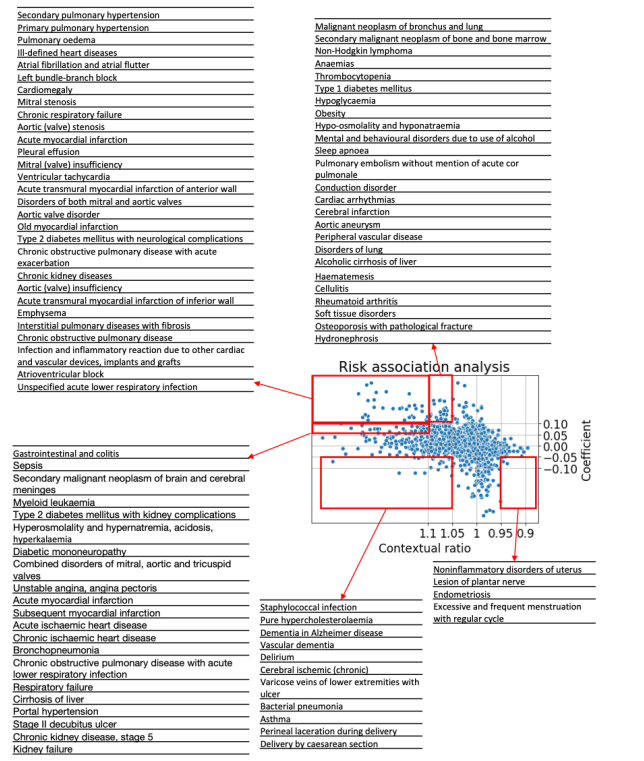 Secondary pulmonary hypertension
Primary pulmonary hypertension
Pulmonary oedema
Ill-defined heart diseases
Atrial fibrillation and atrial flutter
Left bundle-branch block
Cardiomegaly
Mitral stenosis
Chronic respiratory failure
Aortic (valve) stenosis
Acute myocardial infarction
Pleural effusion
Mitral (valve) insufficiency
Ventricular tachycardia
Acute transmural myocardial infarction of anterior wall
Disorders of both mitral and aortic valves
Aortic valve disorder
Old myocardial infarction
Type 2 diabetes mellitus with neurological complications
Chronic obstructive pulmonary disease with acute
exacerbation
Chronic kidney diseases
Aortic (valve) insufficiency
Acute transmural myocardial infarction of inferior wall
Emphysema
Interstitial pulmonary diseases with fibrosis
Chronic obstructive pulmonary disease
Infection and inflammatory reaction due to other cardiac
and vascular devices, implants and grafts
Atrioventricular block
Unspecified acute lower respiratory infection
Malignant neoplasm of bronchus and lung
Secondary malignant neoplasm of bone and bone marrow
Non-Hodgkin lymphoma
Anaemias
Thrombocytopenia
Type 1 diabetes mellitus
Hypoglycaemia
Obesity
Hypo-osmolality and hyponatraemia
Mental and behavioural disorders due to use of alcohol
Sleep apnoea
Pulmonary embolism without mention of acute cor
pulmonale
Conduction disorder
Cardiac arrhythmias
Cerebral infarction
Aortic aneurysm
Peripheral vascular disease
Disorders of lung
Alcoholic cirrhosis of liver
Haematemesis
Cellulitis
Rheumatoid arthritis
Soft tissue disorders
Osteoporosis with pathological fracture
Hydronephrosis
Risk association analysis
0.10
0.05
0.00
−0.05
−0.10
Coefficient
1.1 1.05 1 0.95 0.9
Contextual ratio
Gastrointestinal and colitis
Sepsis
Secondary malignant neoplasm of brain and cerebral
meninges
Myeloid leukaemia
Type 2 diabetes mellitus with kidney complications
Hyperosmolality and hypernatremia, acidosis,
hyperkalaemia
Diabetic mononeuropathy
Combined disorders of mitral, aortic and tricuspid
valves
Unstable angina, angina pectoris
Acute myocardial infarction
Subsequent myocardial infarction
Acute ischaemic heart disease
Chronic ischaemic heart disease
Bronchopneumonia
Chronic obstructive pulmonary disease with acute
lower respiratory infection
Respiratory failure
Cirrhosis of liver
Portal hypertension
Stage II decubitus ulcer
Chronic kidney disease, stage 5
Kidney failure
Staphylococcal infection
Pure hypercholesterolaemia
Dementia in Alzheimer disease
Vascular dementia
Delirium
Cerebral ischemic (chronic)
Varicose veins of lower extremities with
ulcer
Bacterial pneumonia
Asthma
Perineal laceration during delivery
Delivery by caesarean section
Noninflammatory disorders of uterus
Lesion of plantar nerve
Endometriosis
Excessive and frequent menstruation
with regular cycle